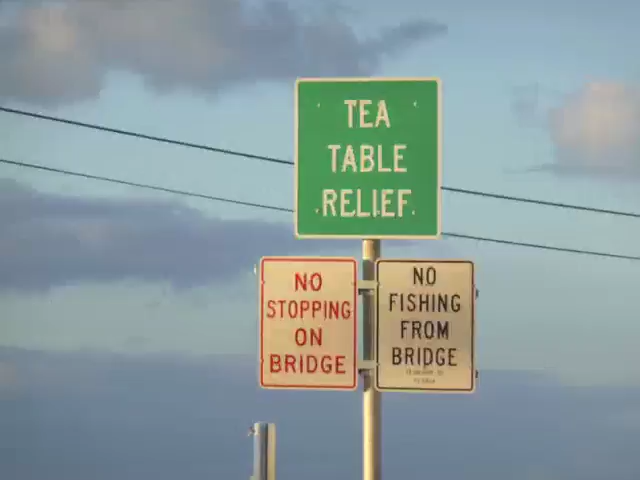 TEA
TABLE
RELIEF
NO
STOPPING
ON
BRIDGE
NO
FISHING
FROM
BRIDGE